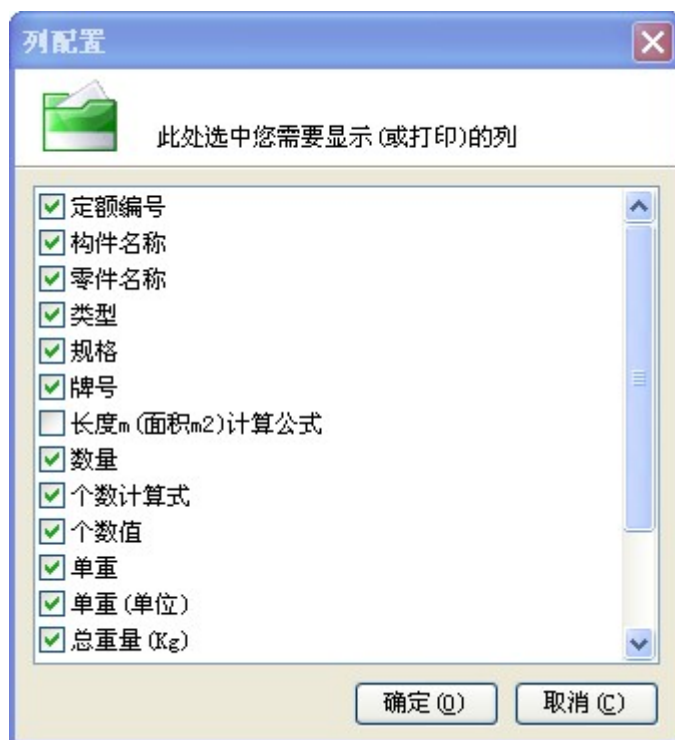 列配置
此处选中您需要显示(或打印)的列
定额编号
构件名称
零件名称
类型
规格
牌号
长度m(面积m2)计算公式
数量
个数计算式
个数值
单重
单重(单位)
总重量(Kg)
确定(O) 取消(C)